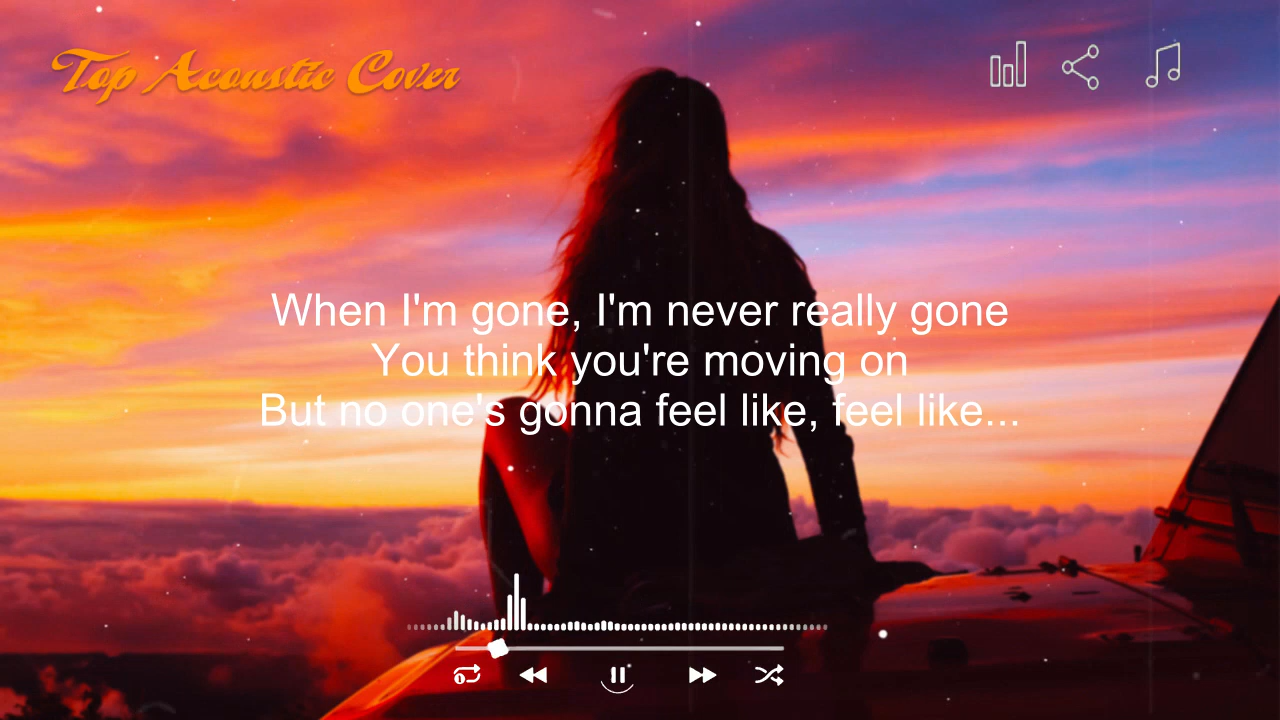 Top Acoustic Cover
When I'm gone, I'm never really gone
You think you're moving on
But no one's gonna feel like, feel like...
1